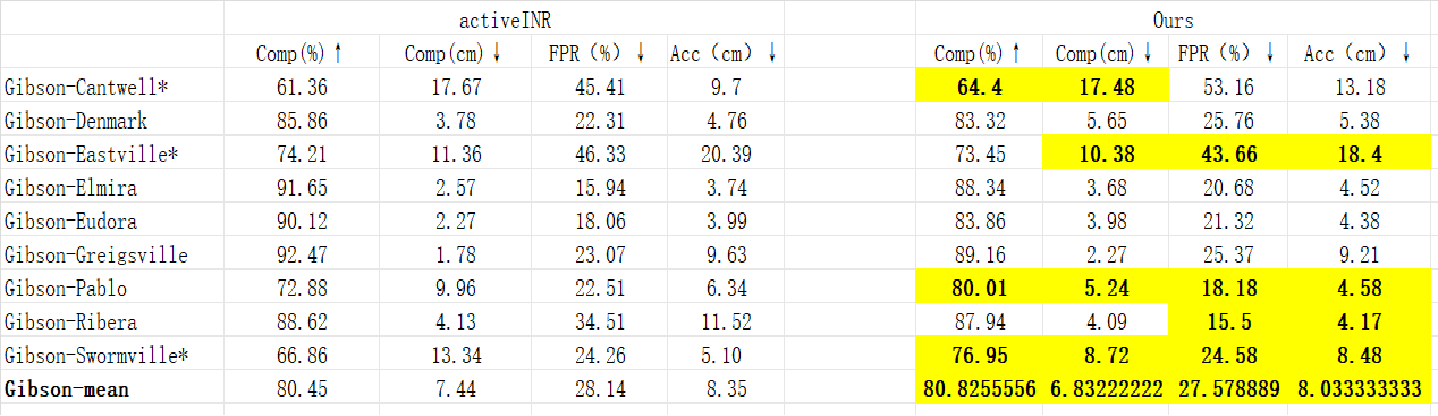 activeINR Ours
Comp(%)↑ Comp(cm)↓ FPR（%）↓ Acc（cm）↓ Comp(%)↑ Comp(cm)↓ FPR（%）↓ Acc（cm）↓
Gibson-Cantwell* 61.36 17.67 45.41 9.7 64.4 17.48 53.16 13.18
Gibson-Denmark 85.86 3.78 22.31 4.76 83.32 5.65 25.76 5.38
Gibson-Eastville* 74.21 11.36 46.33 20.39 73.45 10.38 43.66 18.4
Gibson-Elmira 91.65 2.57 15.94 3.74 88.34 3.68 20.68 4.52
Gibson-Eudora 90.12 2.27 18.06 3.99 83.86 3.98 21.32 4.38
Gibson-Greigsville 92.47 1.78 23.07 9.63 89.16 2.27 25.37 9.21
Gibson-Pablo 72.88 9.96 22.51 6.34 80.01 5.24 18.18 4.58
Gibson-Ribera 88.62 4.13 34.51 11.52 87.94 4.09 15.5 4.17
Gibson-Swormville* 66.86 13.34 24.26 5.10 76.95 8.72 24.58 8.48
Gibson-mean 80.45 7.44 28.14 8.35 80.8255556 6.83222222 27.578889 8.033333333